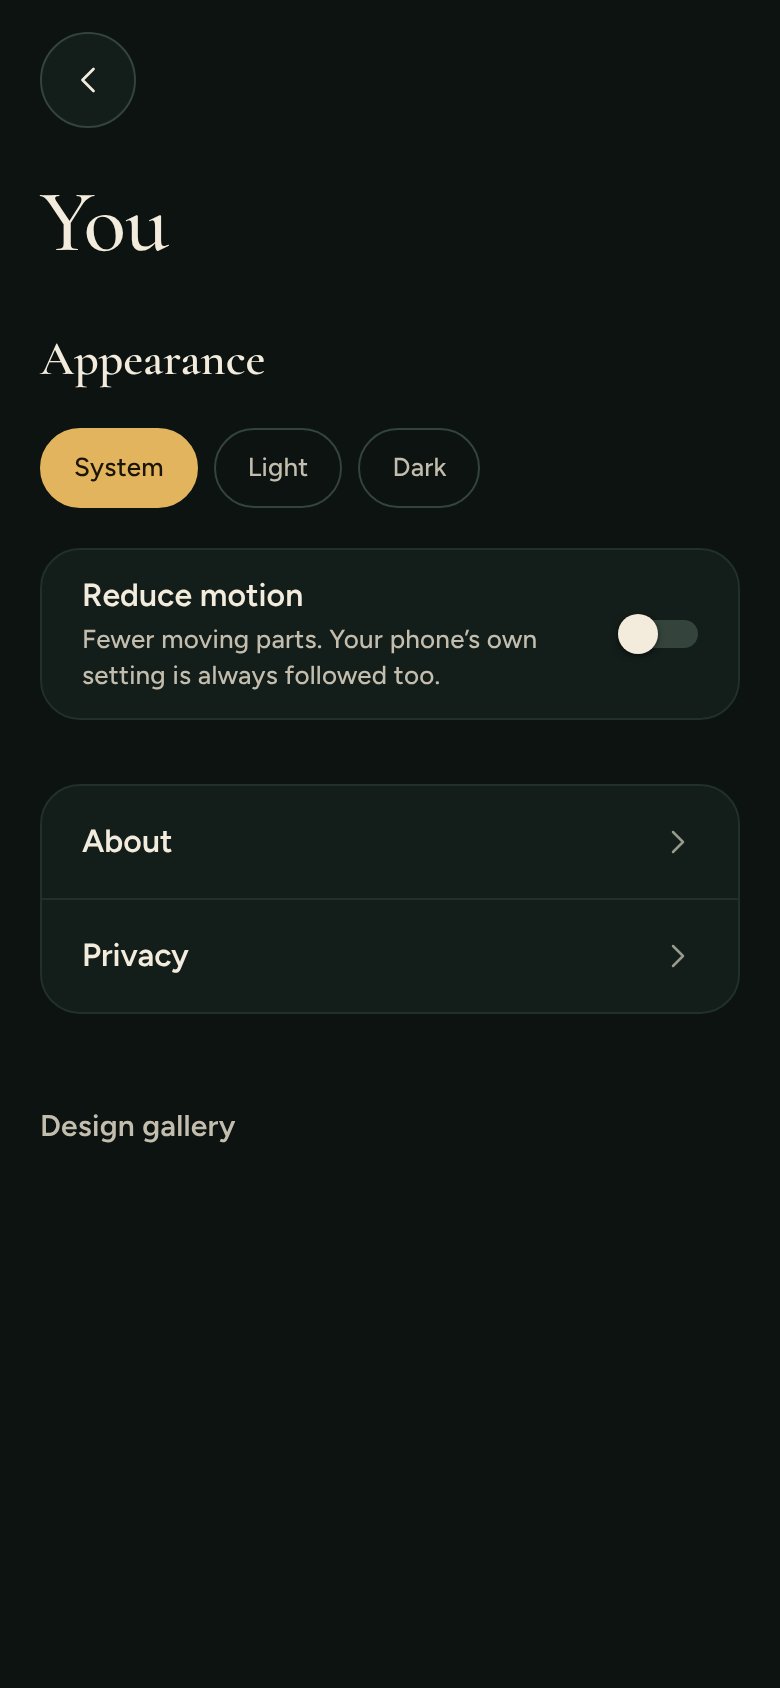 You
Appearance
System
Light
Dark
Reduce motion
Fewer moving parts. Your phone’s own
setting is always followed too.
About
Privacy
Design gallery